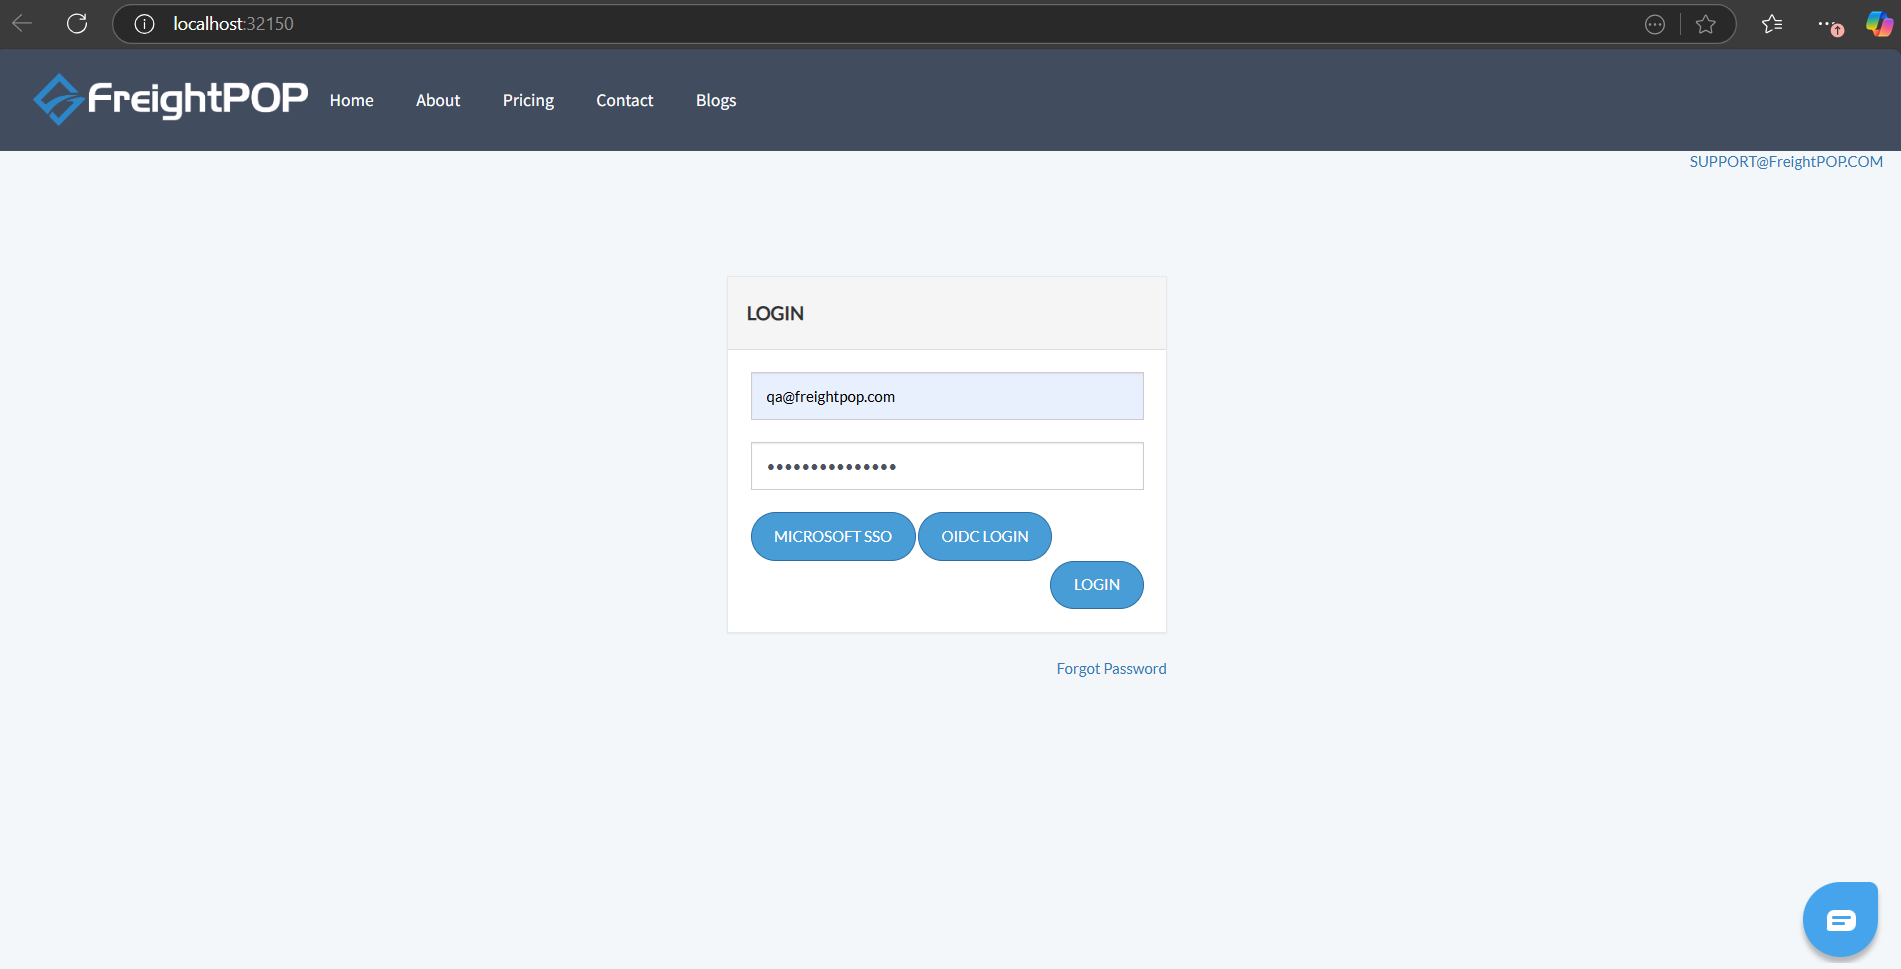 localhost:32150
FreightPOP Home About Pricing Contact Blogs
SUPPORT@FreightPOP.COM
LOGIN
qa@freightpop.com
•••••••••••••••
MICROSOFT SSO OIDC LOGIN
LOGIN
Forgot Password